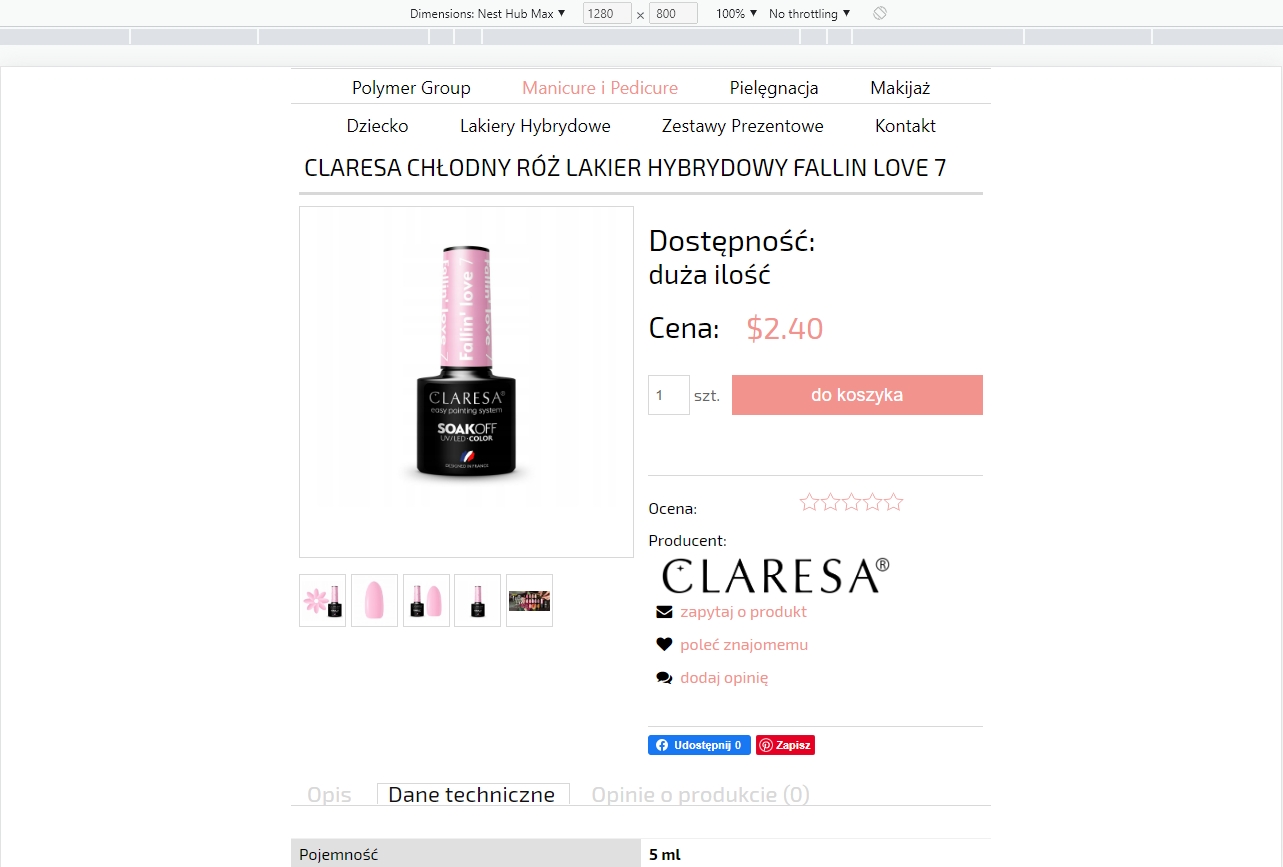 Dimensions: Nest Hub Max ▼ 1280 × 800 100% ▼ No throttling ▼
Polymer Group Manicure i Pedicure Pielęgnacja Makijaż
Dziecko Lakiery Hybrydowe Zestawy Prezentowe Kontakt
CLARESA CHŁODNY RÓŻ LAKIER HYBRYDOWY FALLIN LOVE 7
Fallin' love 7
CLARESA®
easy painting system
SOAKOFF
UV/LED·COLOR
DESIGNED IN FRANCE
Dostępność:
duża ilość
Cena: $2.40
1 szt. do koszyka
Ocena:
Producent:
CLARESA®
zapytaj o produkt
poleć znajomemu
dodaj opinię
Udostępnij 0 Zapisz
Opis Dane techniczne Opinie o produkcie (0)
Pojemność 5 ml